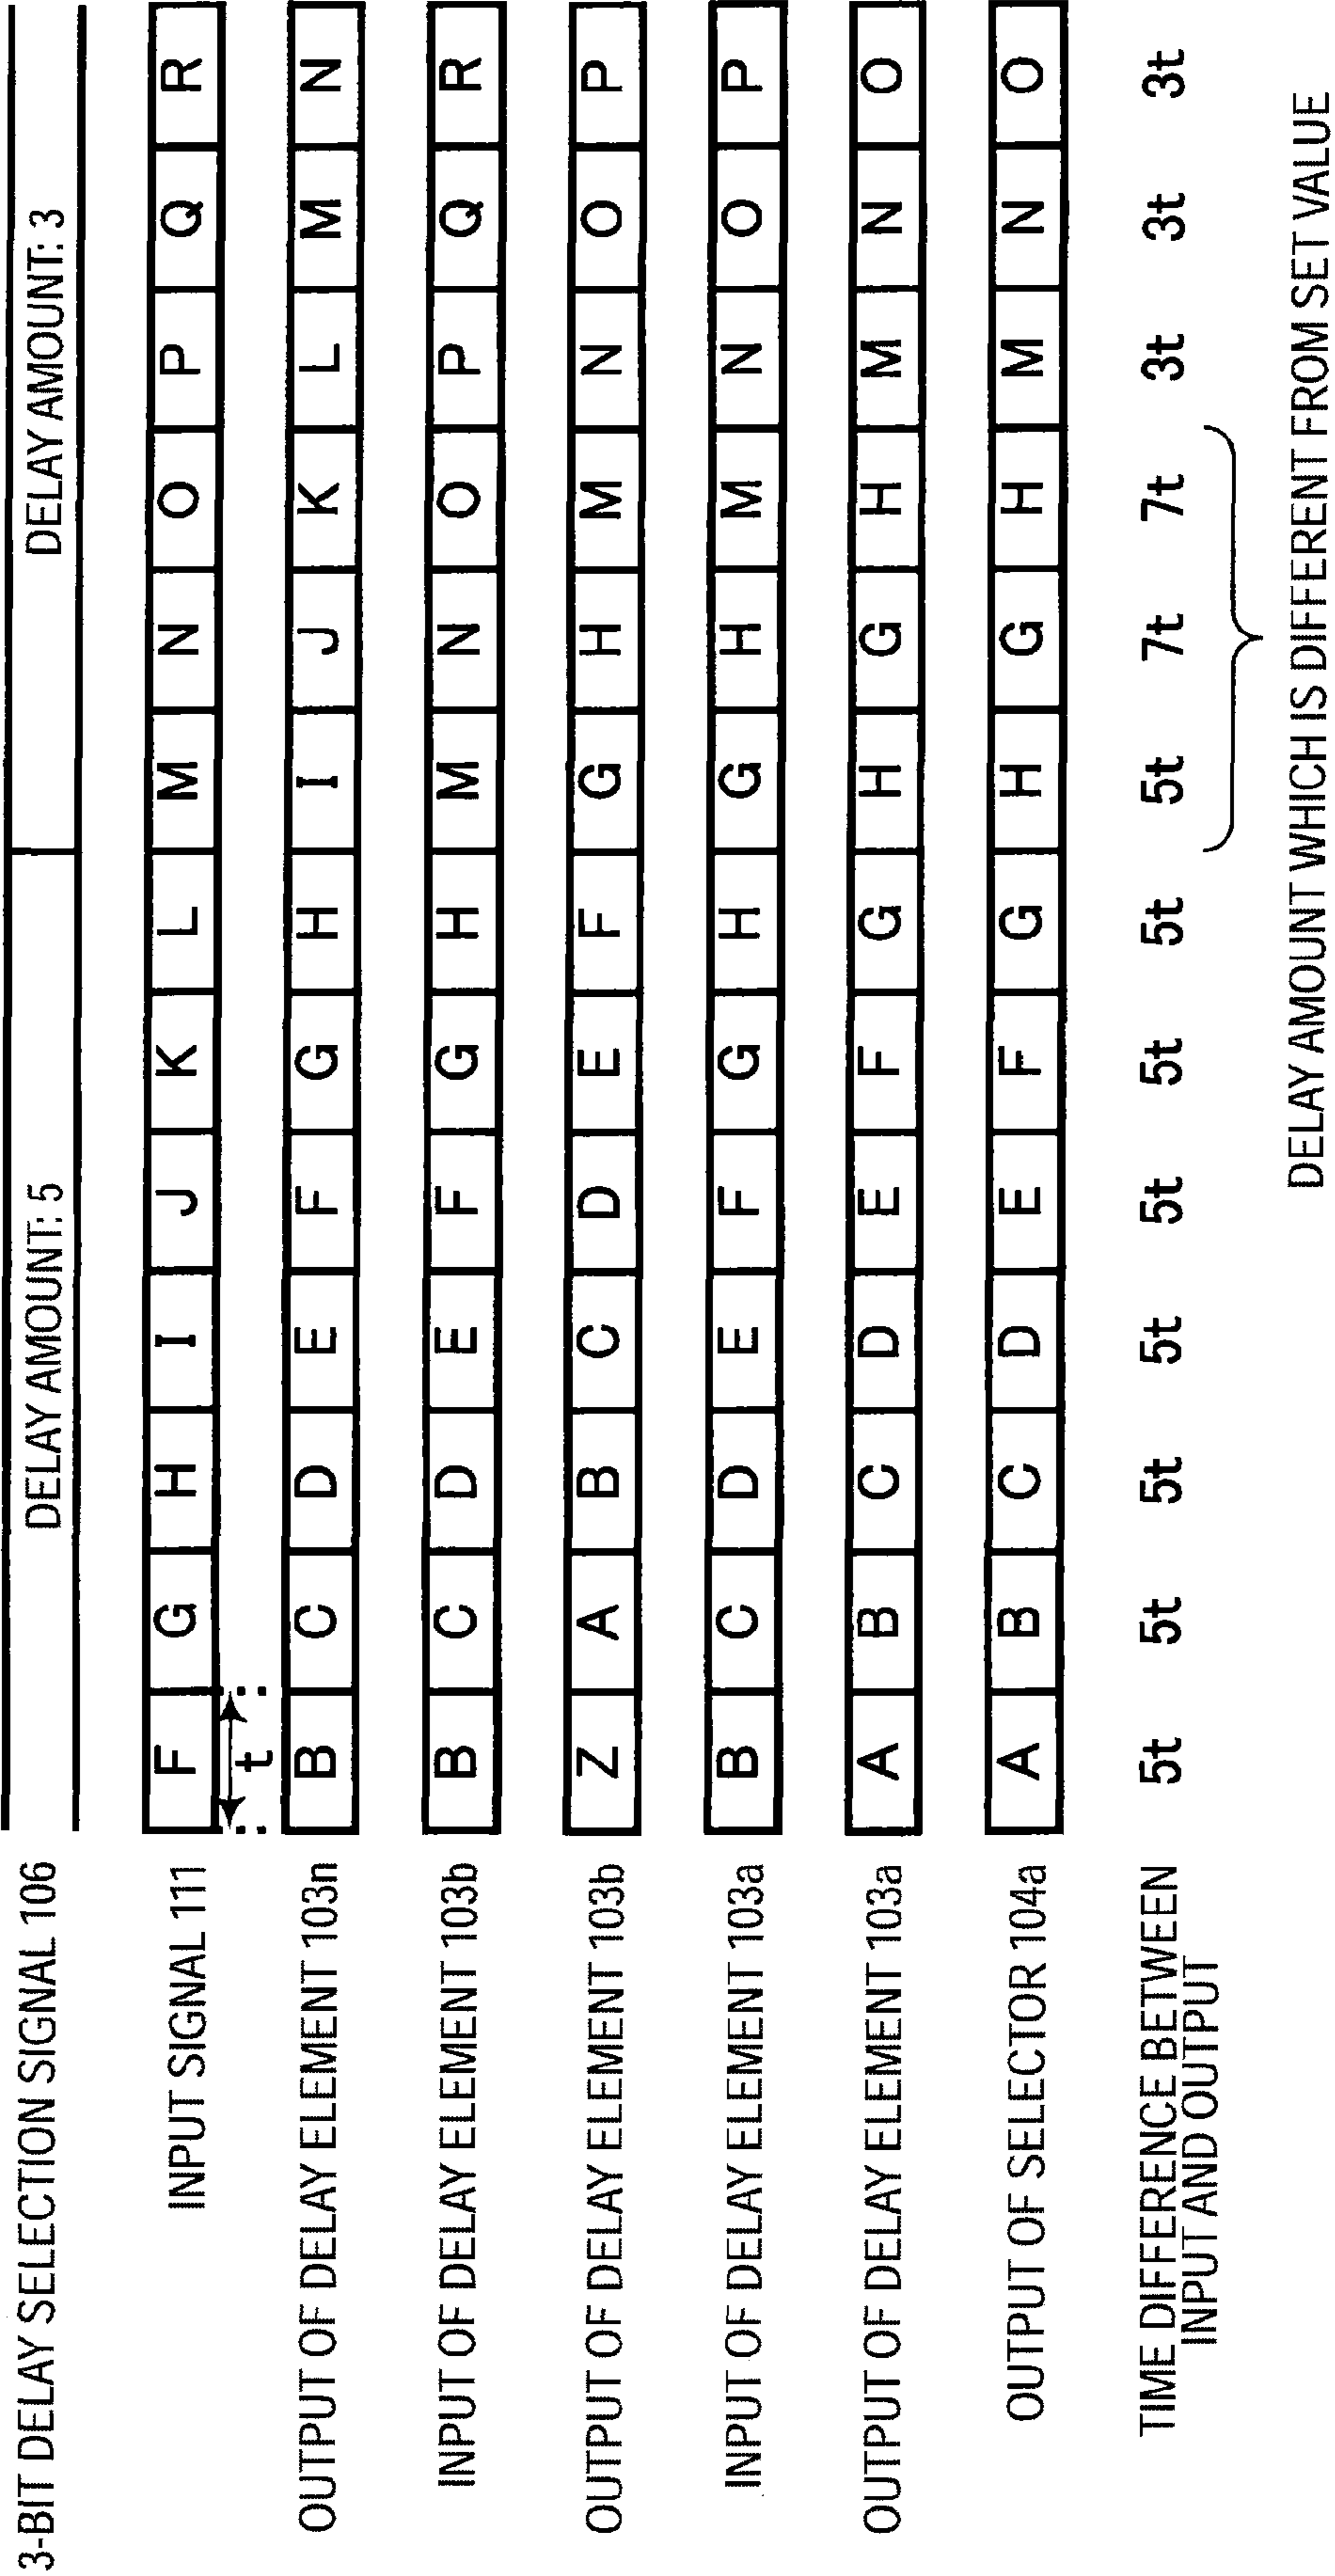 3-BIT DELAY SELECTION SIGNAL 106 DELAY AMOUNT: 5 DELAY AMOUNT: 3
INPUT SIGNAL 111 F G H I J K L M N O P Q R
t
OUTPUT OF DELAY ELEMENT 103n B C D E F G H I J K L M N
INPUT OF DELAY ELEMENT 103b B C D E F G H M N O P Q R
OUTPUT OF DELAY ELEMENT 103b Z A B C D E F G H M N O P
INPUT OF DELAY ELEMENT 103a B C D E F G H G H M N O P
OUTPUT OF DELAY ELEMENT 103a A B C D E F G H G H M N O
OUTPUT OF SELECTOR 104a A B C D E F G H G H M N O
TIME DIFFERENCE BETWEEN 5t 5t 5t 5t 5t 5t 5t 5t 7t 7t 3t 3t 3t
INPUT AND OUTPUT
DELAY AMOUNT WHICH IS DIFFERENT FROM SET VALUE